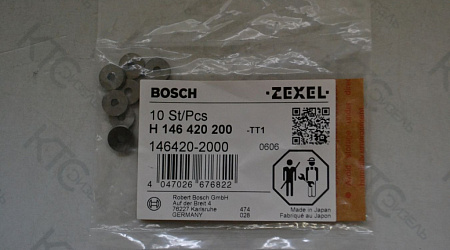 BOSCH
·ZEXEL·
10 St/Pcs
H 146 420 200 -TT1
146420-2000 0606
4 047026 676822
Robert Bosch GmbH
Auf der Breit 4
76227 Karlsruhe 474
GERMANY 028
Made in Japan
Fabriqué au Japon